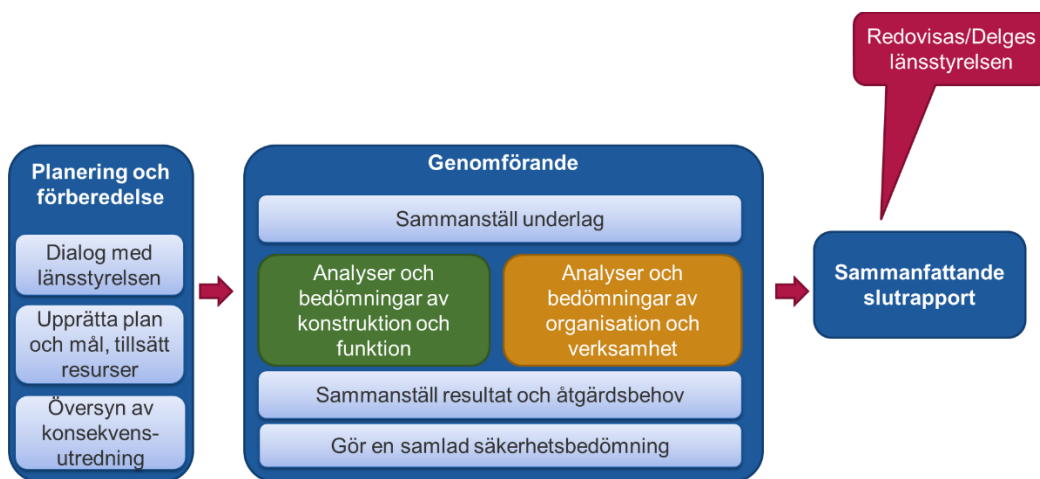 Redovisas/Delges
länsstyrelsen
Planering och
förberedelse
Dialog med
länsstyrelsen
Upprätta plan
och mål, tillsätt
resurser
Översyn av
konsekvens-
utredning
Genomförande
Sammanställ underlag
Analyser och
bedömningar av
konstruktion och
funktion
Analyser och
bedömningar av
organisation och
verksamhet
Sammanställ resultat och åtgärdsbehov
Gör en samlad säkerhetsbedömning
Sammanfattande
slutrapport